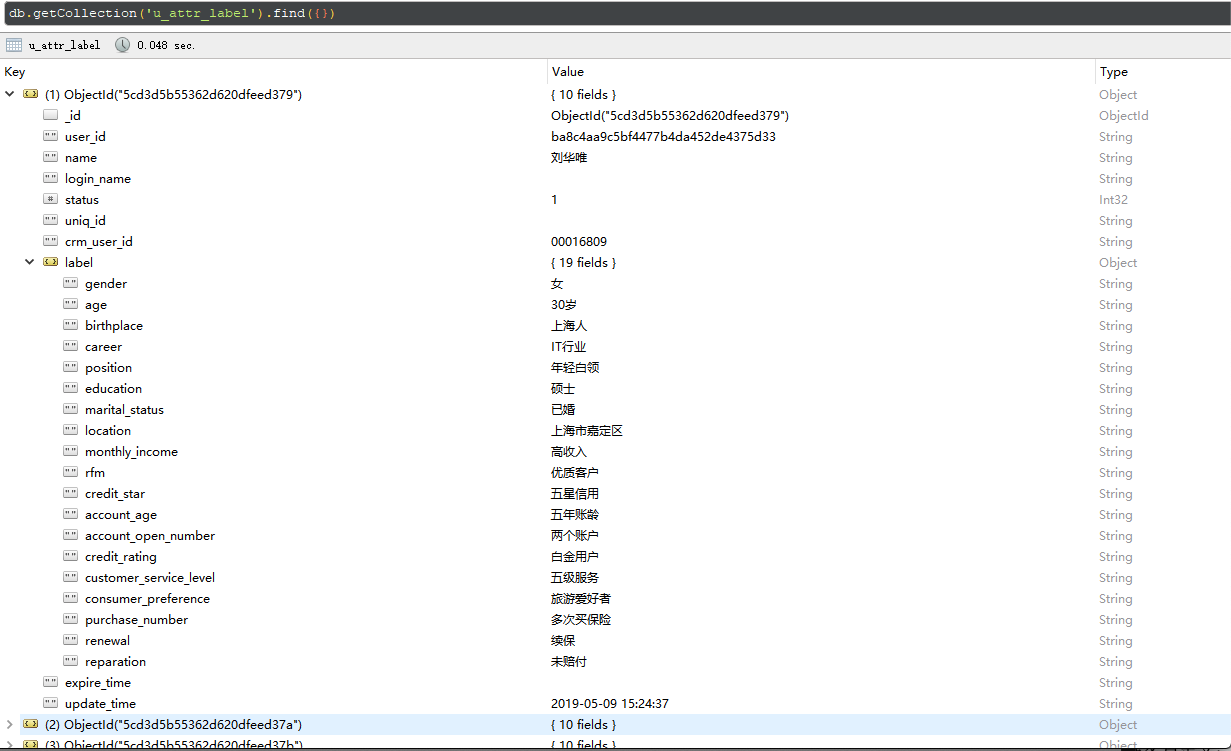 db.getCollection('u_attr_label').find({})
u_attr_label 0.048 sec.
Key Value Type
(1) ObjectId("5cd3d5b55362d620dfeed379") { 10 fields } Object
_id ObjectId("5cd3d5b55362d620dfeed379") ObjectId
user_id ba8c4aa9c5bf4477b4da452de4375d33 String
name 刘华唯 String
login_name String
status 1 Int32
uniq_id String
crm_user_id 00016809 String
label { 19 fields } Object
gender 女 String
age 30岁 String
birthplace 上海人 String
career IT行业 String
position 年轻白领 String
education 硕士 String
marital_status 已婚 String
location 上海市嘉定区 String
monthly_income 高收入 String
rfm 优质客户 String
credit_star 五星信用 String
account_age 五年账龄 String
account_open_number 两个账户 String
credit_rating 白金用户 String
customer_service_level 五级服务 String
consumer_preference 旅游爱好者 String
purchase_number 多次买保险 String
renewal 续保 String
reparation 未赔付 String
expire_time String
update_time 2019-05-09 15:24:37 String
(2) ObjectId("5cd3d5b55362d620dfeed37a") { 10 fields } Object
(3) ObjectId("5cd3d5b55362d620dfeed37b") { 10 fields } Object